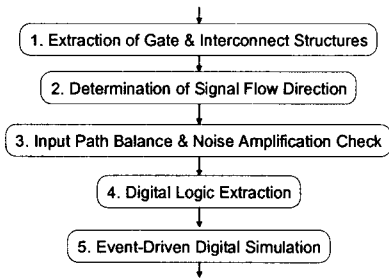 1. Extraction of Gate & Interconnect Structures
2. Determination of Signal Flow Direction
3. Input Path Balance & Noise Amplification Check
4. Digital Logic Extraction
5. Event-Driven Digital Simulation